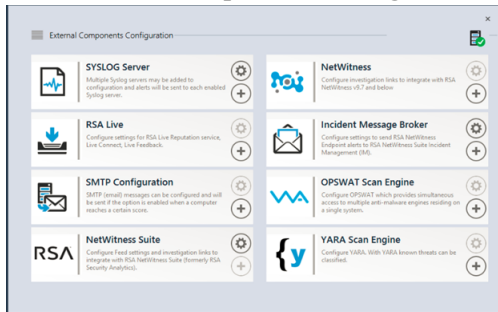 External Components Configuration
SYSLOG Server
Multiple Syslog servers may be added to
configuration and alerts will be sent to each enabled
Syslog server.
NetWitness
Configure investigation links to integrate with RSA
NetWitness v9.7 and below
RSA Live
Configure settings for RSA Live Reputation service,
Live Connect, Live Feedback.
Incident Message Broker
Configure settings to send RSA NetWitness
Endpoint alerts to RSA NetWitness Suite Incident
Management (IM).
SMTP Configuration
SMTP (email) messages can be configured and will
be sent if the option is enabled when a computer
reaches a certain score.
OPSWAT Scan Engine
Configure OPSWAT which provides simultaneous
access to multiple anti-malware engines residing on
a single system.
RSA
NetWitness Suite
Configure Feed settings and investigation links to
integrate with RSA NetWitness Suite (formerly RSA
Security Analytics).
{y
YARA Scan Engine
Configure YARA. With YARA known threats can be
classified.